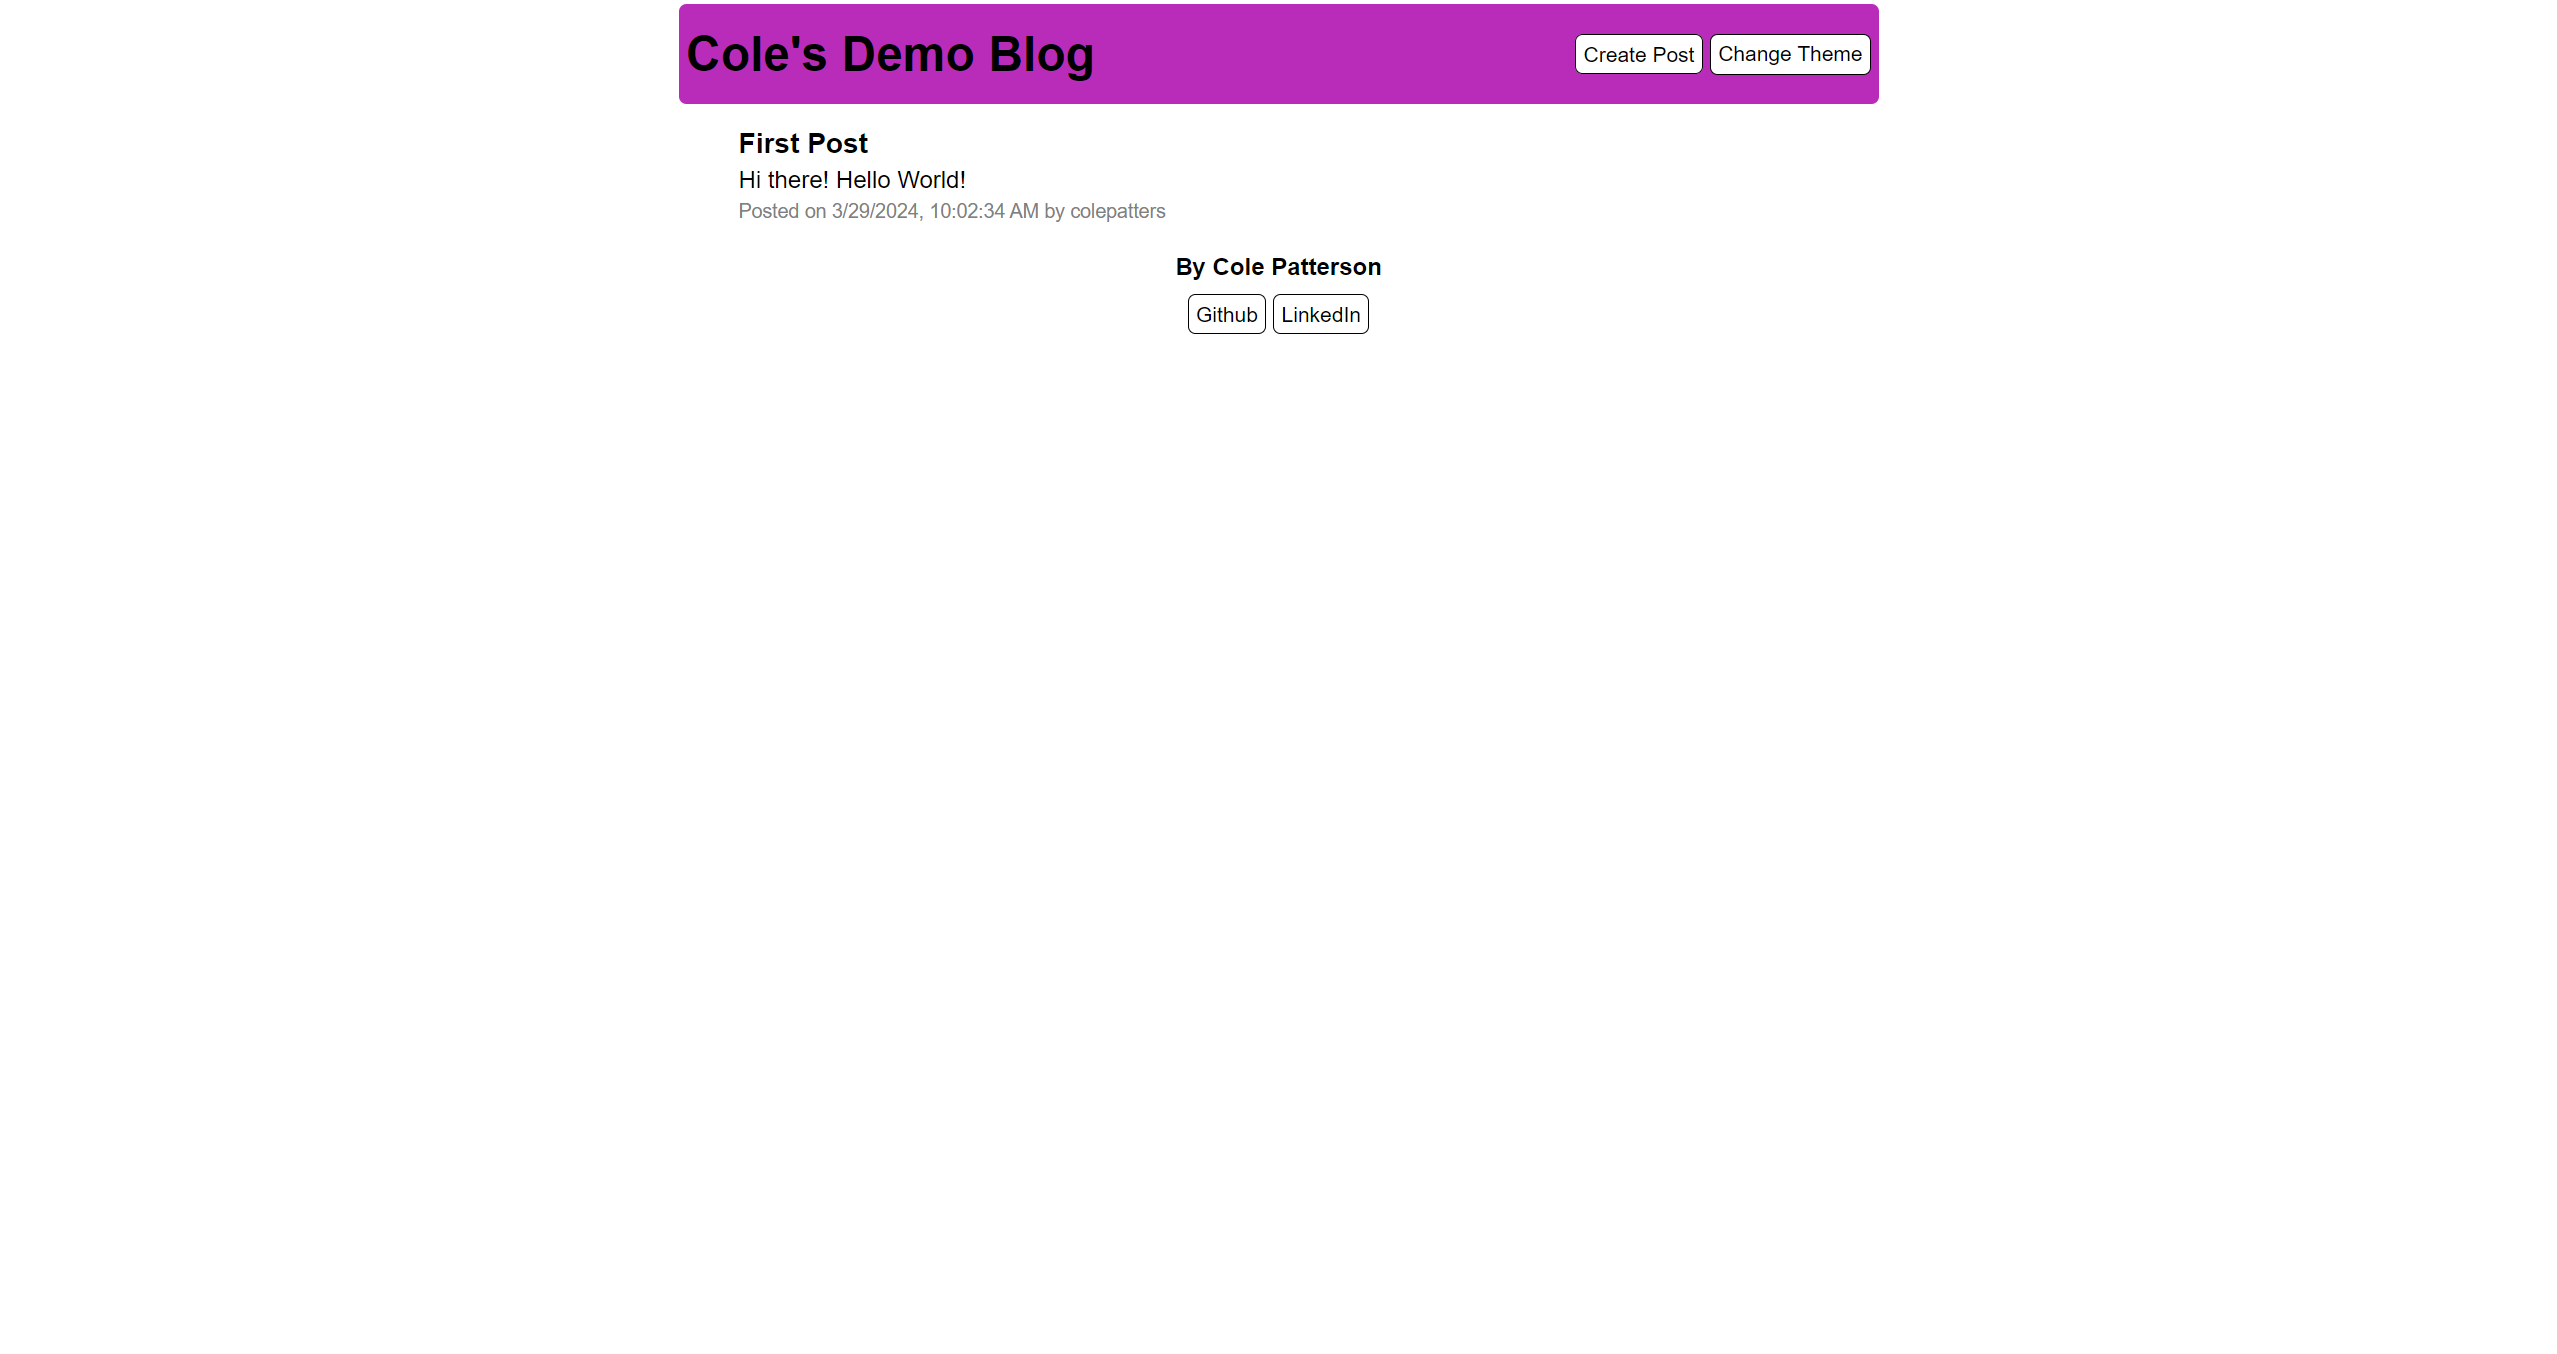 Cole's Demo Blog
Create Post Change Theme
First Post
Hi there! Hello World!
Posted on 3/29/2024, 10:02:34 AM by colepatters
By Cole Patterson
Github LinkedIn